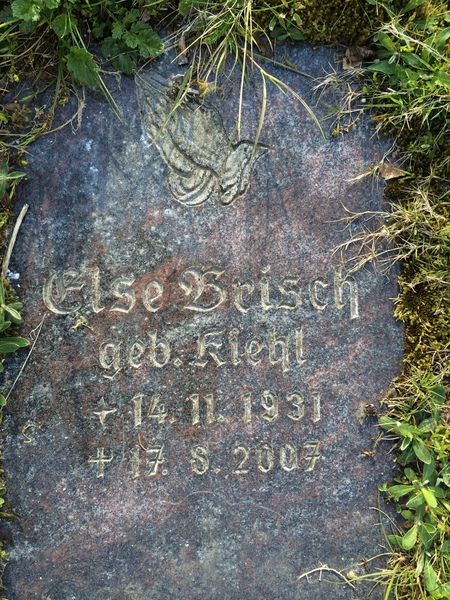 Else Brisch
geb. Kiehl
* 14. 11. 1931
† 17. 8. 2007